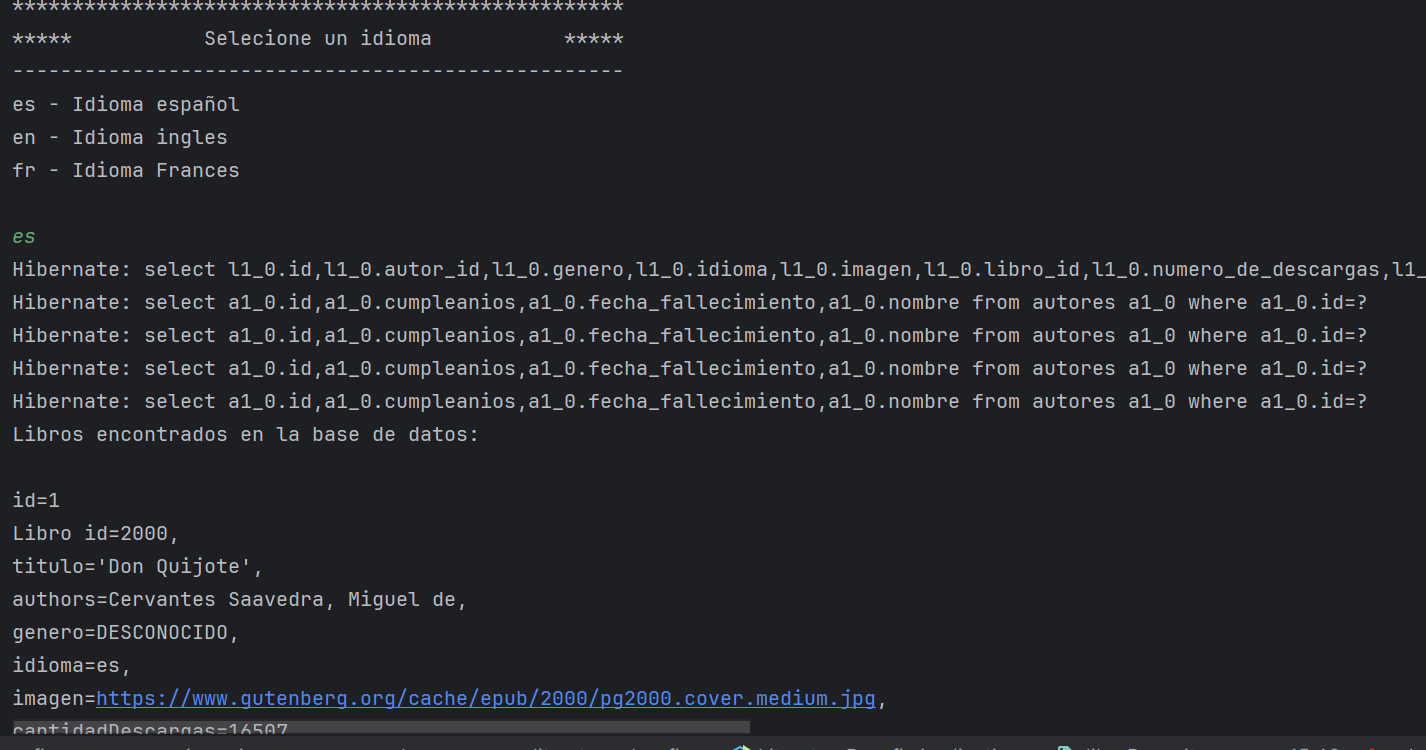 ***************************************************
*****           Selecione un idioma           *****
---------------------------------------------------
es - Idioma español
en - Idioma ingles
fr - Idioma Frances
es
Hibernate: select l1_0.id,l1_0.autor_id,l1_0.genero,l1_0.idioma,l1_0.imagen,l1_0.libro_id,l1_0.numero_de_descargas,l1_
Hibernate: select a1_0.id,a1_0.cumpleanios,a1_0.fecha_fallecimiento,a1_0.nombre from autores a1_0 where a1_0.id=?
Hibernate: select a1_0.id,a1_0.cumpleanios,a1_0.fecha_fallecimiento,a1_0.nombre from autores a1_0 where a1_0.id=?
Hibernate: select a1_0.id,a1_0.cumpleanios,a1_0.fecha_fallecimiento,a1_0.nombre from autores a1_0 where a1_0.id=?
Hibernate: select a1_0.id,a1_0.cumpleanios,a1_0.fecha_fallecimiento,a1_0.nombre from autores a1_0 where a1_0.id=?
Libros encontrados en la base de datos:
id=1
Libro id=2000,
titulo='Don Quijote',
authors=Cervantes Saavedra, Miguel de,
genero=DESCONOCIDO,
idioma=es,
imagen=https://www.gutenberg.org/cache/epub/2000/pg2000.cover.medium.jpg,
cantidadDescargas=16507